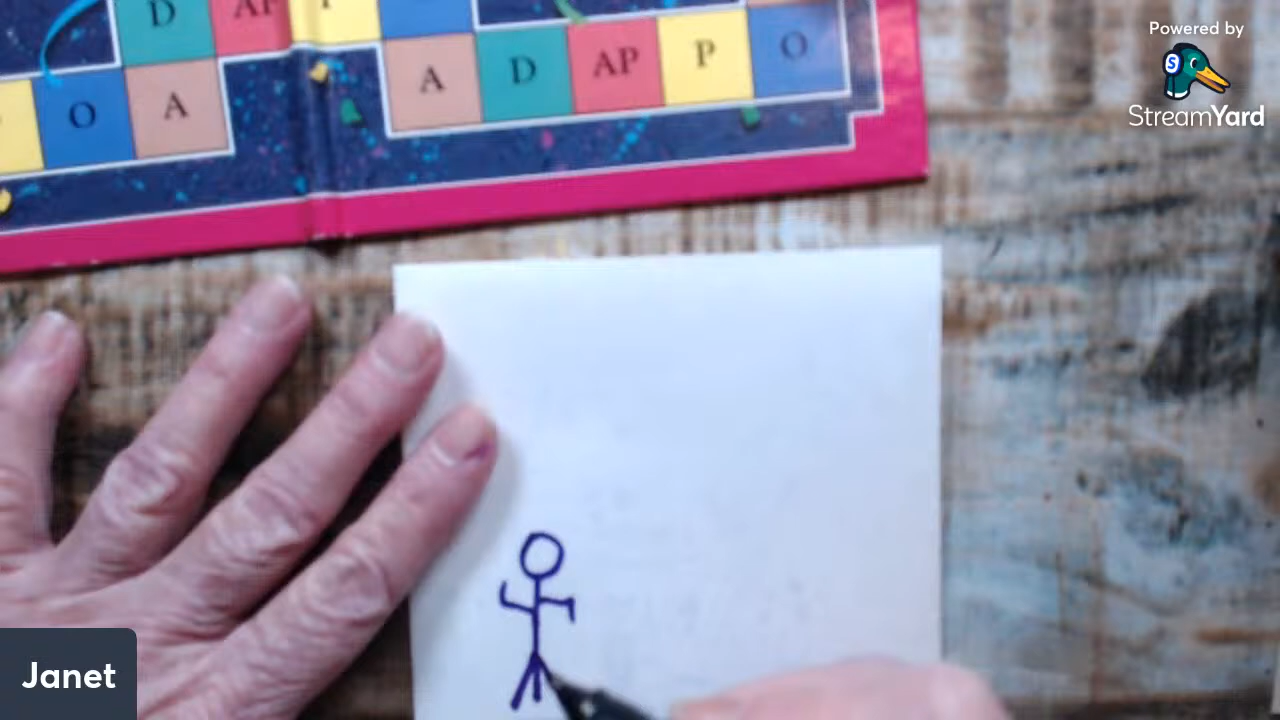 Powered by
StreamYard
D AP P
A D AP P O
O A
Janet